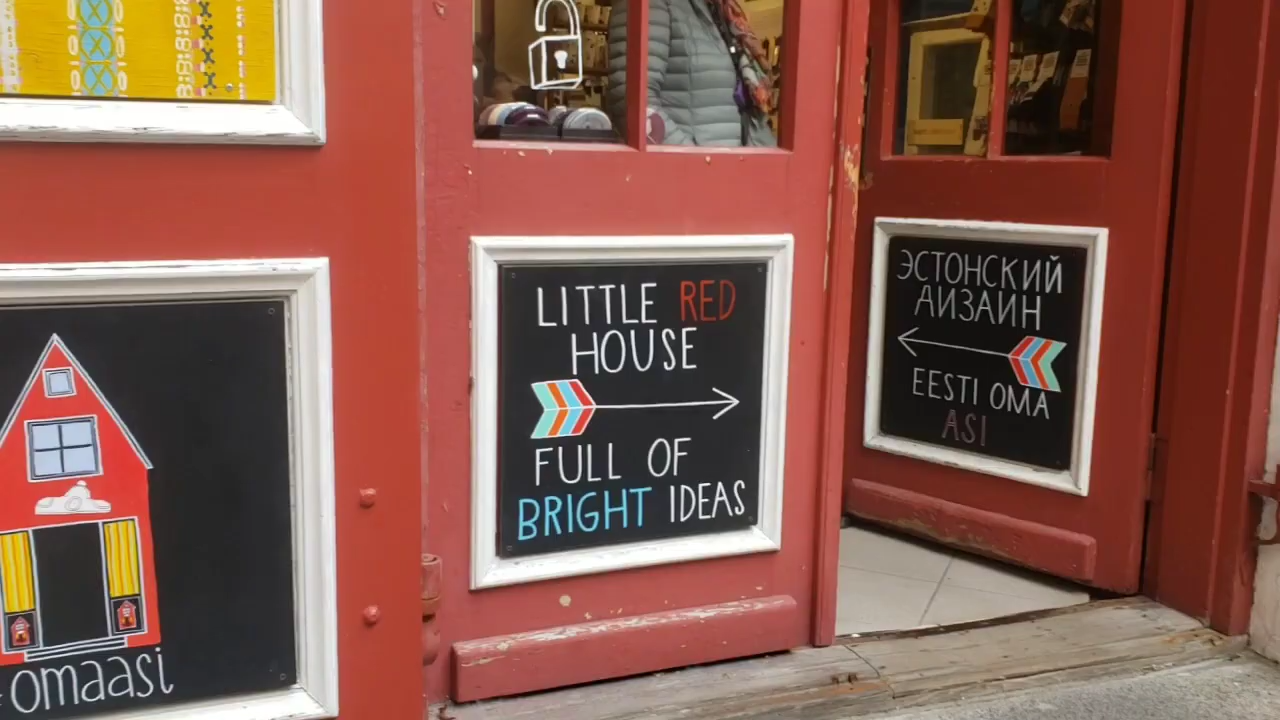 omaasi
LITTLE RED
HOUSE
FULL OF
BRIGHT IDEAS
ЭСТОНСКИЙ
ДИЗАЙН
EESTI OMA
ASI